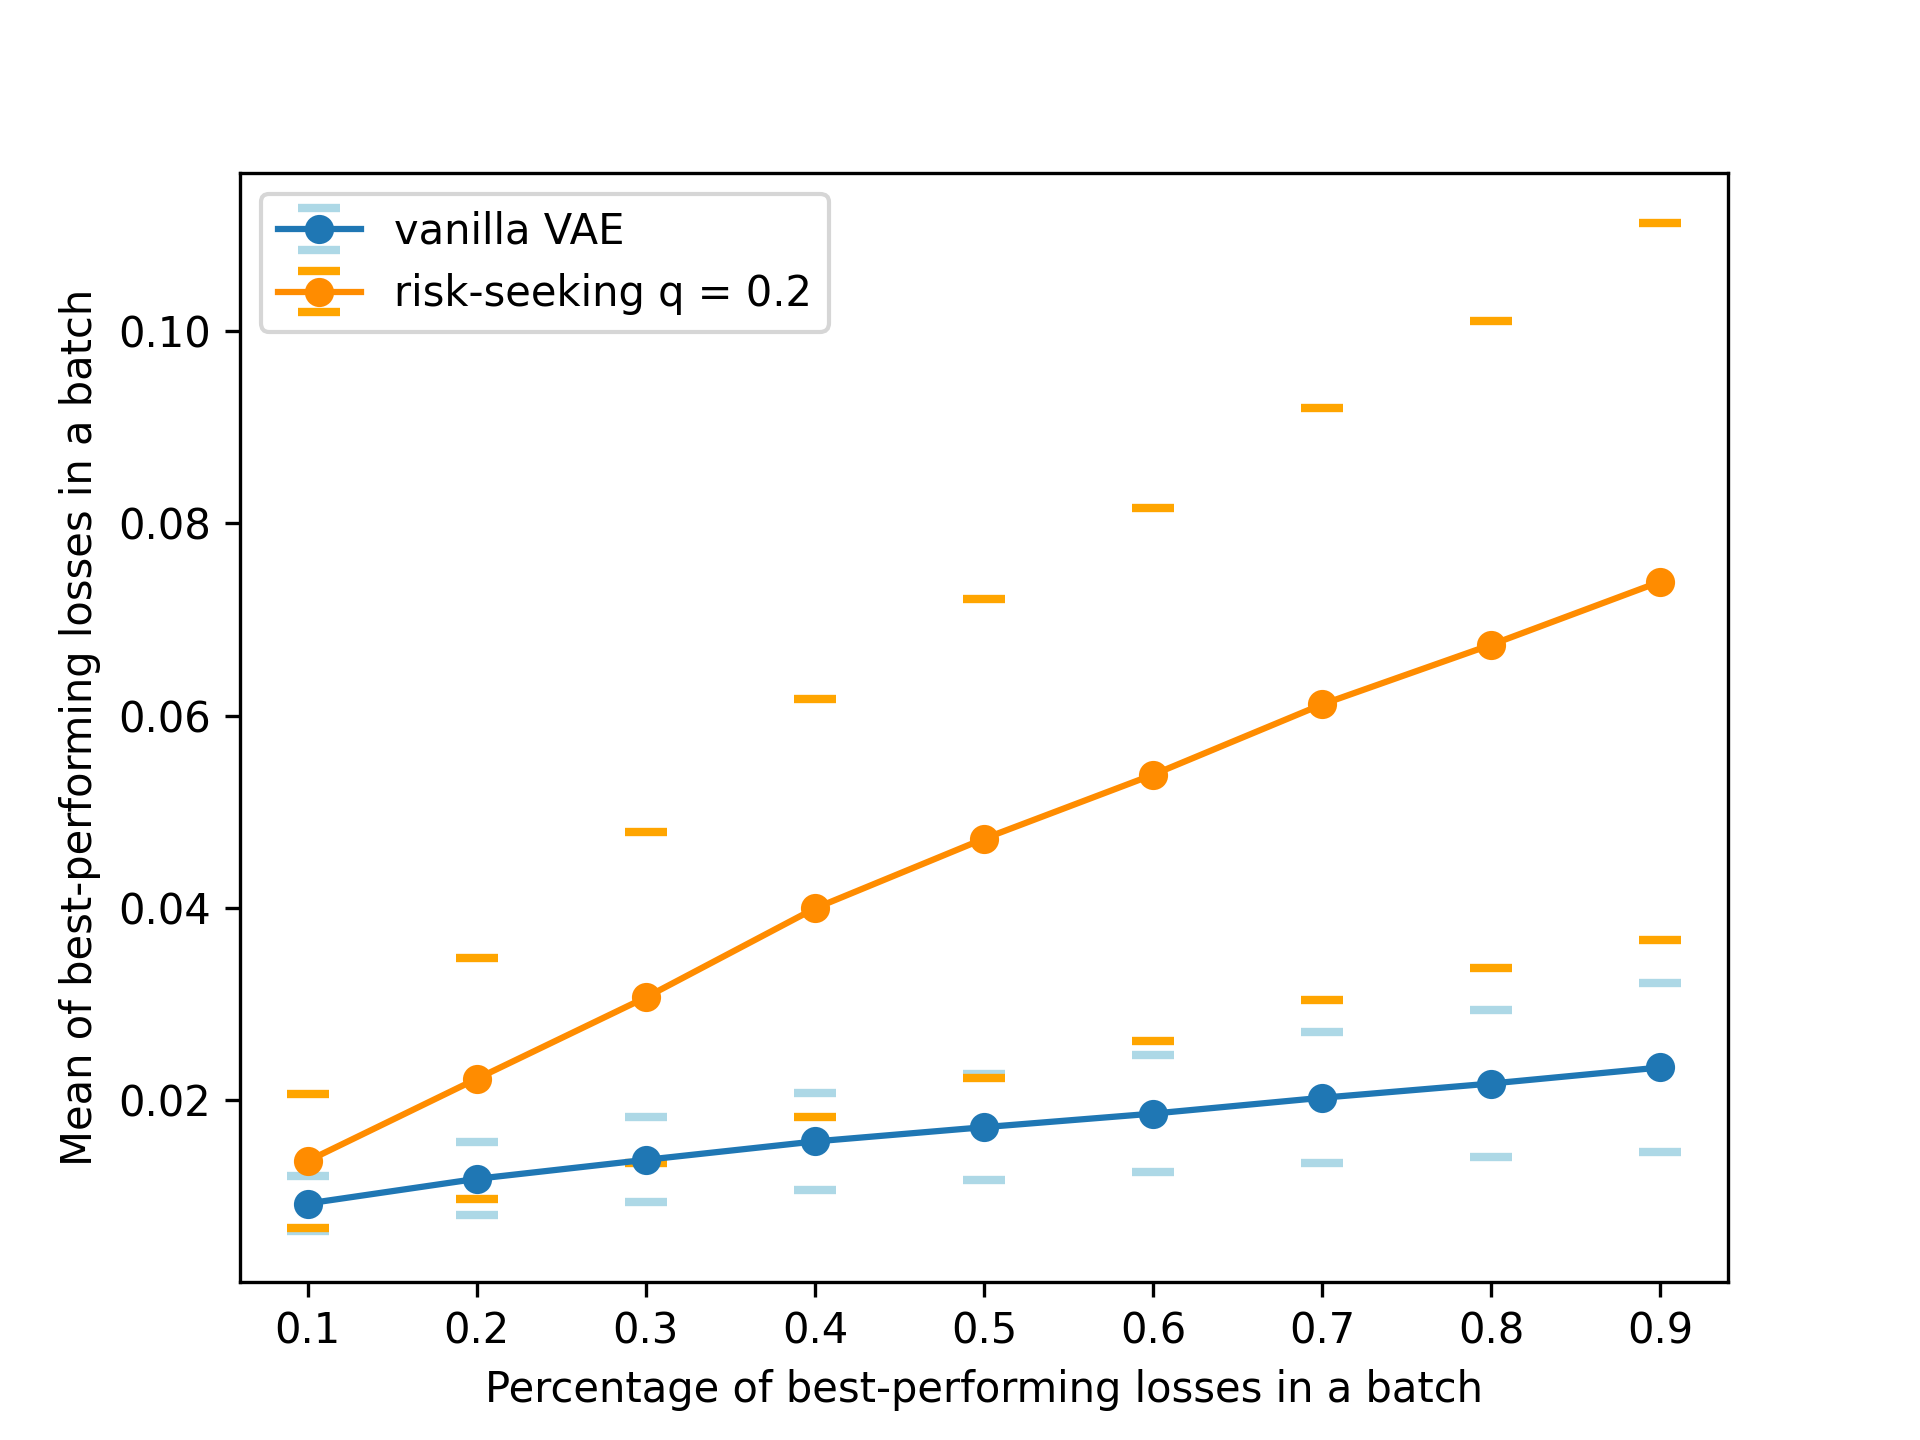 vanilla VAE
risk-seeking q = 0.2
Mean of best-performing losses in a batch
0.10
0.08
0.06
0.04
0.02
0.1 0.2 0.3 0.4 0.5 0.6 0.7 0.8 0.9
Percentage of best-performing losses in a batch